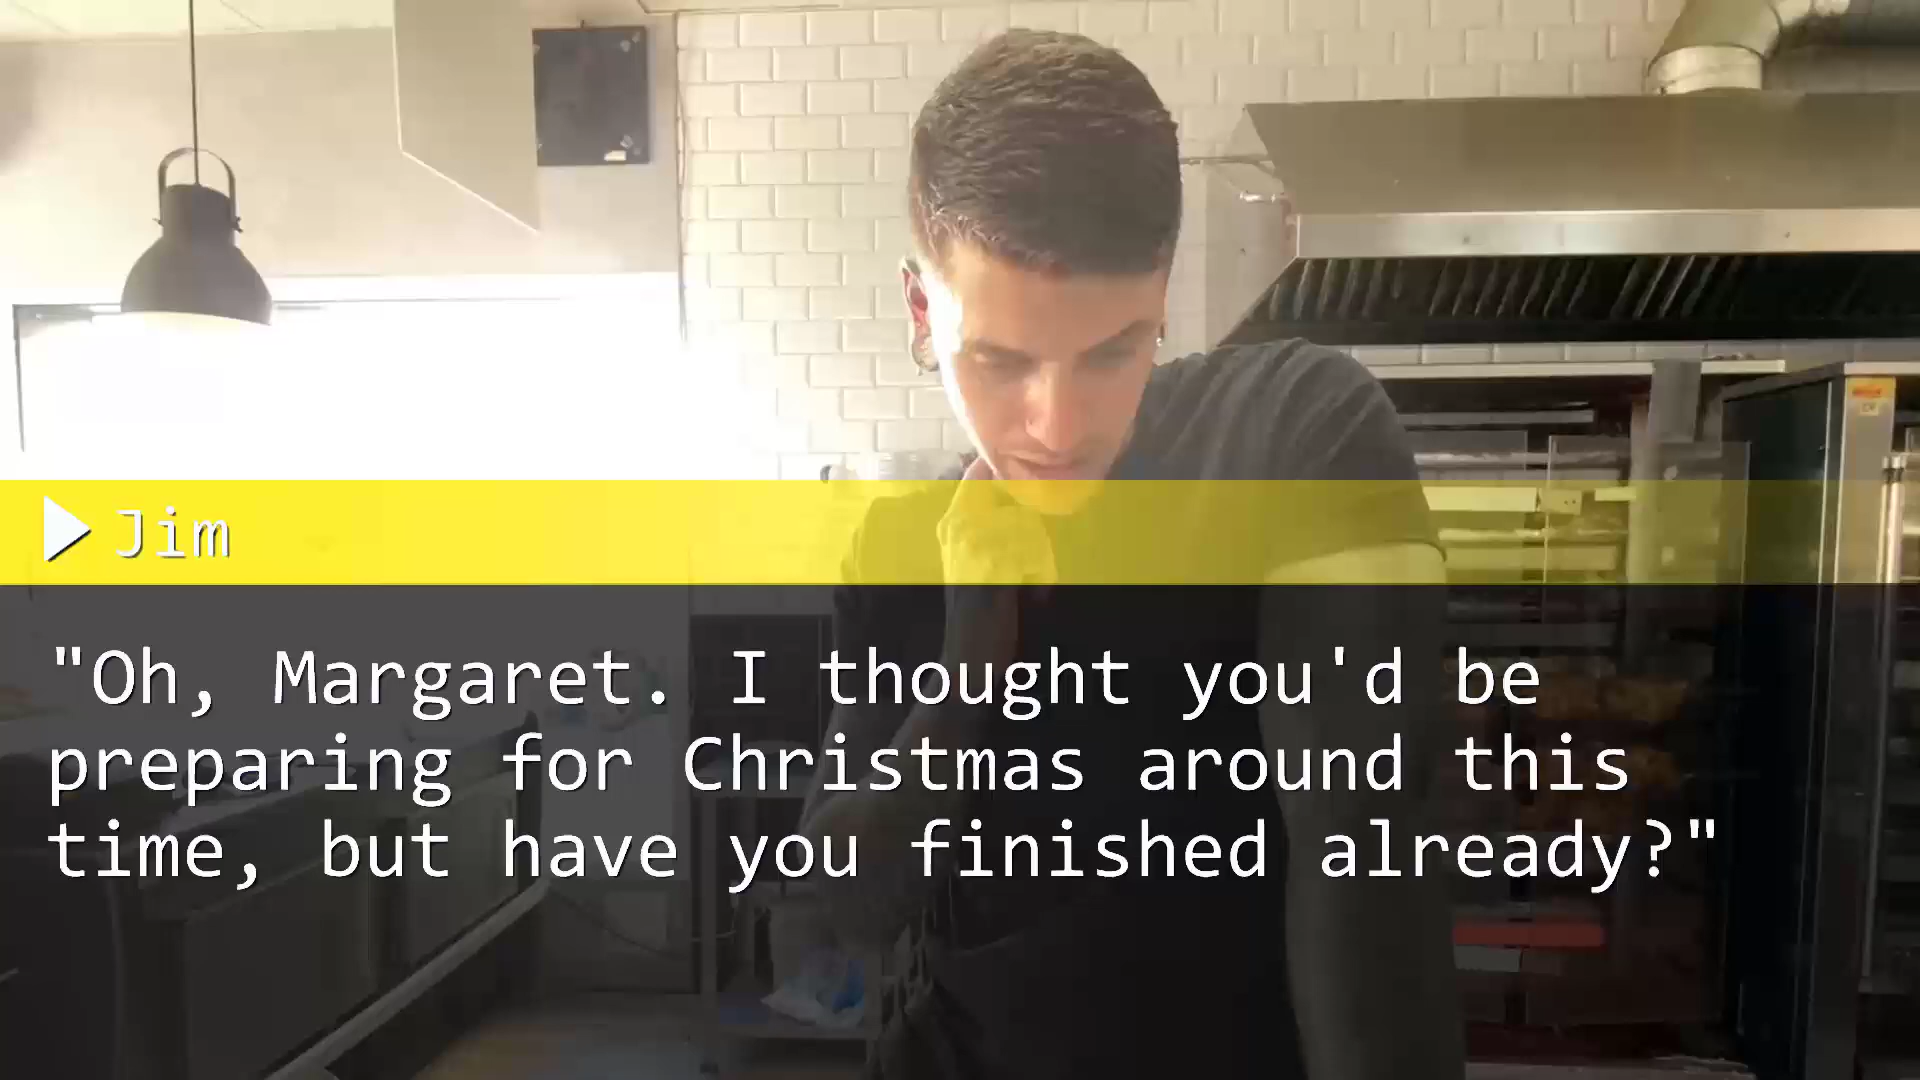 Jim
"Oh, Margaret. I thought you'd be
preparing for Christmas around this
time, but have you finished already?"